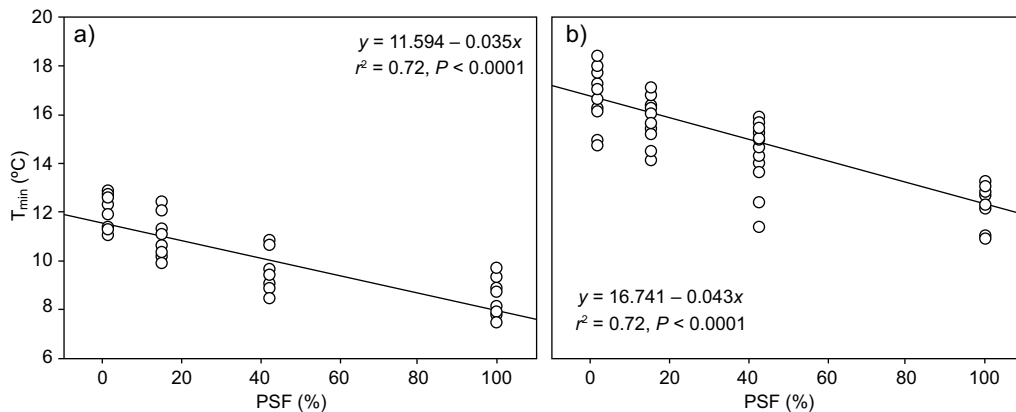 a)
y = 11.594 – 0.035x
r² = 0.72, P < 0.0001
20
18
16
14
12
10
8
6
T_min (ºC)
0 20 40 60 80 100
PSF (%)
b)
y = 16.741 – 0.043x
r² = 0.72, P < 0.0001
0 20 40 60 80 100
PSF (%)